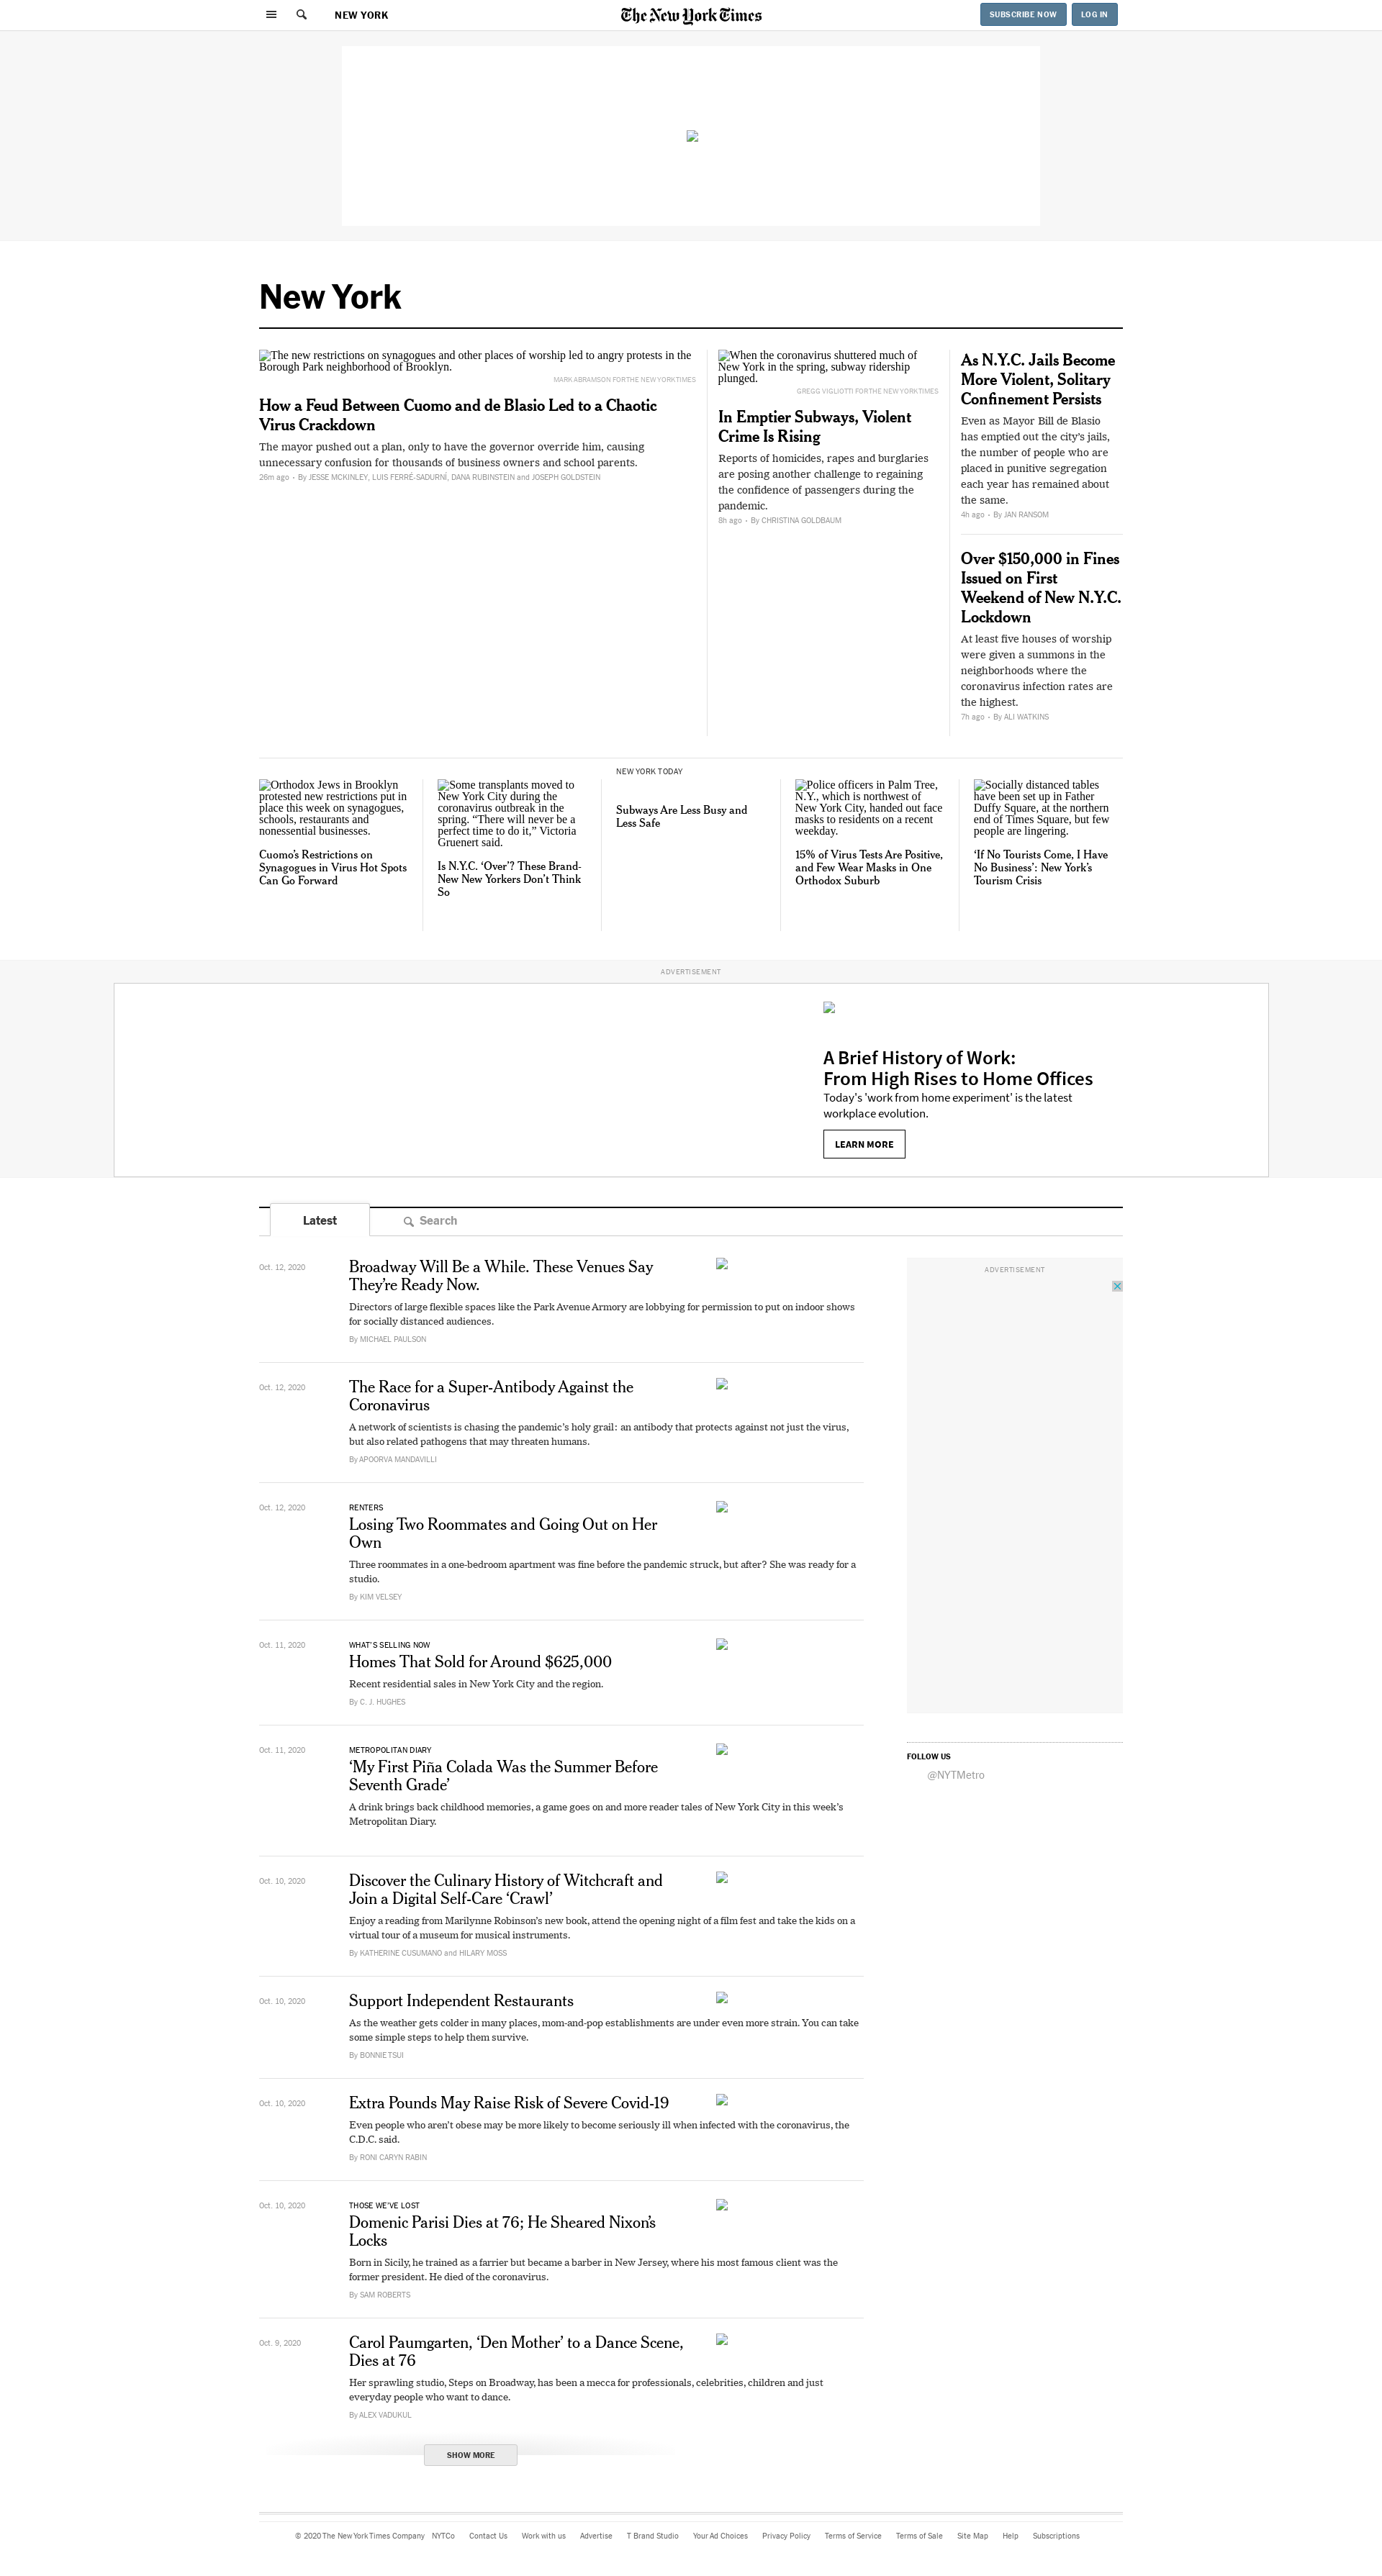 NEW YORK
The New York Times
SUBSCRIBE NOW
LOG IN
New York
The new restrictions on synagogues and other places of worship led to angry protests in the
Borough Park neighborhood of Brooklyn.
MARK ABRAMSON FOR THE NEW YORK TIMES
How a Feud Between Cuomo and de Blasio Led to a Chaotic
Virus Crackdown
The mayor pushed out a plan, only to have the governor override him, causing
unnecessary confusion for thousands of business owners and school parents.
26m ago • By JESSE MCKINLEY, LUIS FERRÉ-SADURNÍ, DANA RUBINSTEIN and JOSEPH GOLDSTEIN
When the coronavirus shuttered much of
New York in the spring, subway ridership
plunged.
GREGG VIGLIOTTI FOR THE NEW YORK TIMES
In Emptier Subways, Violent
Crime Is Rising
Reports of homicides, rapes and burglaries
are posing another challenge to regaining
the confidence of passengers during the
pandemic.
8h ago • By CHRISTINA GOLDBAUM
As N.Y.C. Jails Become
More Violent, Solitary
Confinement Persists
Even as Mayor Bill de Blasio
has emptied out the city’s jails,
the number of people who are
placed in punitive segregation
each year has remained about
the same.
4h ago • By JAN RANSOM
Over $150,000 in Fines
Issued on First
Weekend of New N.Y.C.
Lockdown
At least five houses of worship
were given a summons in the
neighborhoods where the
coronavirus infection rates are
the highest.
7h ago • By ALI WATKINS
Orthodox Jews in Brooklyn
protested new restrictions put in
place this week on synagogues,
schools, restaurants and
nonessential businesses.
Cuomo’s Restrictions on
Synagogues in Virus Hot Spots
Can Go Forward
Some transplants moved to
New York City during the
coronavirus outbreak in the
spring. “There will never be a
perfect time to do it,” Victoria
Gruenert said.
Is N.Y.C. ‘Over’? These Brand-
New New Yorkers Don’t Think
So
NEW YORK TODAY
Subways Are Less Busy and
Less Safe
Police officers in Palm Tree,
N.Y., which is northwest of
New York City, handed out face
masks to residents on a recent
weekday.
15% of Virus Tests Are Positive,
and Few Wear Masks in One
Orthodox Suburb
Socially distanced tables
have been set up in Father
Duffy Square, at the northern
end of Times Square, but few
people are lingering.
‘If No Tourists Come, I Have
No Business’: New York’s
Tourism Crisis
ADVERTISEMENT
A Brief History of Work:
From High Rises to Home Offices
Today's 'work from home experiment' is the latest
workplace evolution.
LEARN MORE
Latest
Search
Oct. 12, 2020
Broadway Will Be a While. These Venues Say
They’re Ready Now.
Directors of large flexible spaces like the Park Avenue Armory are lobbying for permission to put on indoor shows
for socially distanced audiences.
By MICHAEL PAULSON
ADVERTISEMENT
Oct. 12, 2020
The Race for a Super-Antibody Against the
Coronavirus
A network of scientists is chasing the pandemic’s holy grail: an antibody that protects against not just the virus,
but also related pathogens that may threaten humans.
By APOORVA MANDAVILLI
Oct. 12, 2020
RENTERS
Losing Two Roommates and Going Out on Her
Own
Three roommates in a one-bedroom apartment was fine before the pandemic struck, but after? She was ready for a
studio.
By KIM VELSEY
Oct. 11, 2020
WHAT’S SELLING NOW
Homes That Sold for Around $625,000
Recent residential sales in New York City and the region.
By C. J. HUGHES
Oct. 11, 2020
METROPOLITAN DIARY
‘My First Piña Colada Was the Summer Before
Seventh Grade’
A drink brings back childhood memories, a game goes on and more reader tales of New York City in this week’s
Metropolitan Diary.
FOLLOW US
@NYTMetro
Oct. 10, 2020
Discover the Culinary History of Witchcraft and
Join a Digital Self-Care ‘Crawl’
Enjoy a reading from Marilynne Robinson’s new book, attend the opening night of a film fest and take the kids on a
virtual tour of a museum for musical instruments.
By KATHERINE CUSUMANO and HILARY MOSS
Oct. 10, 2020
Support Independent Restaurants
As the weather gets colder in many places, mom-and-pop establishments are under even more strain. You can take
some simple steps to help them survive.
By BONNIE TSUI
Oct. 10, 2020
Extra Pounds May Raise Risk of Severe Covid-19
Even people who aren’t obese may be more likely to become seriously ill when infected with the coronavirus, the
C.D.C. said.
By RONI CARYN RABIN
Oct. 10, 2020
THOSE WE’VE LOST
Domenic Parisi Dies at 76; He Sheared Nixon’s
Locks
Born in Sicily, he trained as a farrier but became a barber in New Jersey, where his most famous client was the
former president. He died of the coronavirus.
By SAM ROBERTS
Oct. 9, 2020
Carol Paumgarten, ‘Den Mother’ to a Dance Scene,
Dies at 76
Her sprawling studio, Steps on Broadway, has been a mecca for professionals, celebrities, children and just
everyday people who want to dance.
By ALEX VADUKUL
SHOW MORE
© 2020 The New York Times Company NYTCo Contact Us Work with us Advertise T Brand Studio Your Ad Choices Privacy Policy Terms of Service Terms of Sale Site Map Help Subscriptions